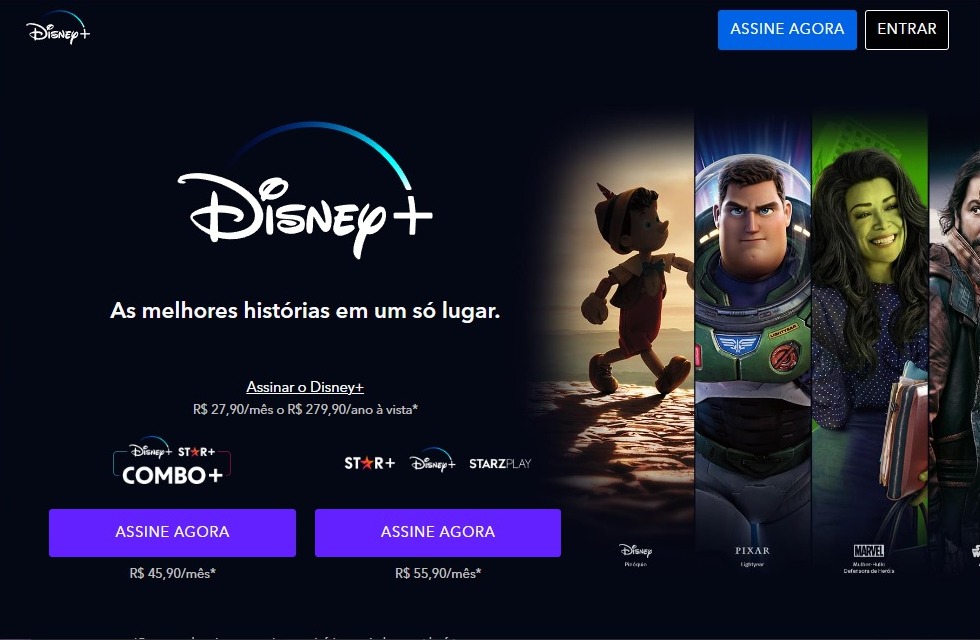 Disney+
ASSINE AGORA
ENTRAR
Disney+
As melhores histórias em um só lugar.
Assinar o Disney+
R$ 27,90/mês o R$ 279,90/ano à vista*
Disney+ STAR+
COMBO+
STAR+ Disney+ STARZPLAY
ASSINE AGORA
ASSINE AGORA
R$ 45,90/mês*
R$ 55,90/mês*
LIGHTYEAR
Disney
Pinóquio
PIXAR
Lightyear
MARVEL
Mulher-Hulk:
Defensora de Heróis